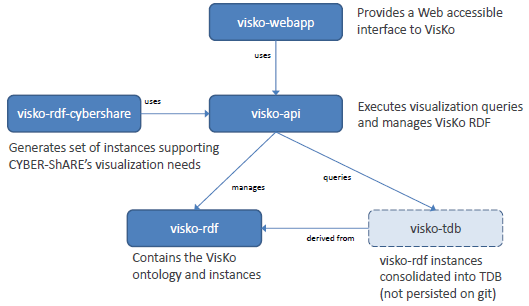 visko-webapp
Provides a Web accessible
interface to VisKo
uses
visko-rdf-cybershare
uses
visko-api
Executes visualization queries
and manages VisKo RDF
Generates set of instances supporting
CYBER-ShARE's visualization needs
manages
queries
visko-rdf
derived from
visko-tdb
Contains the VisKo
ontology and instances
visko-rdf instances
consolidated into TDB
(not persisted on git)